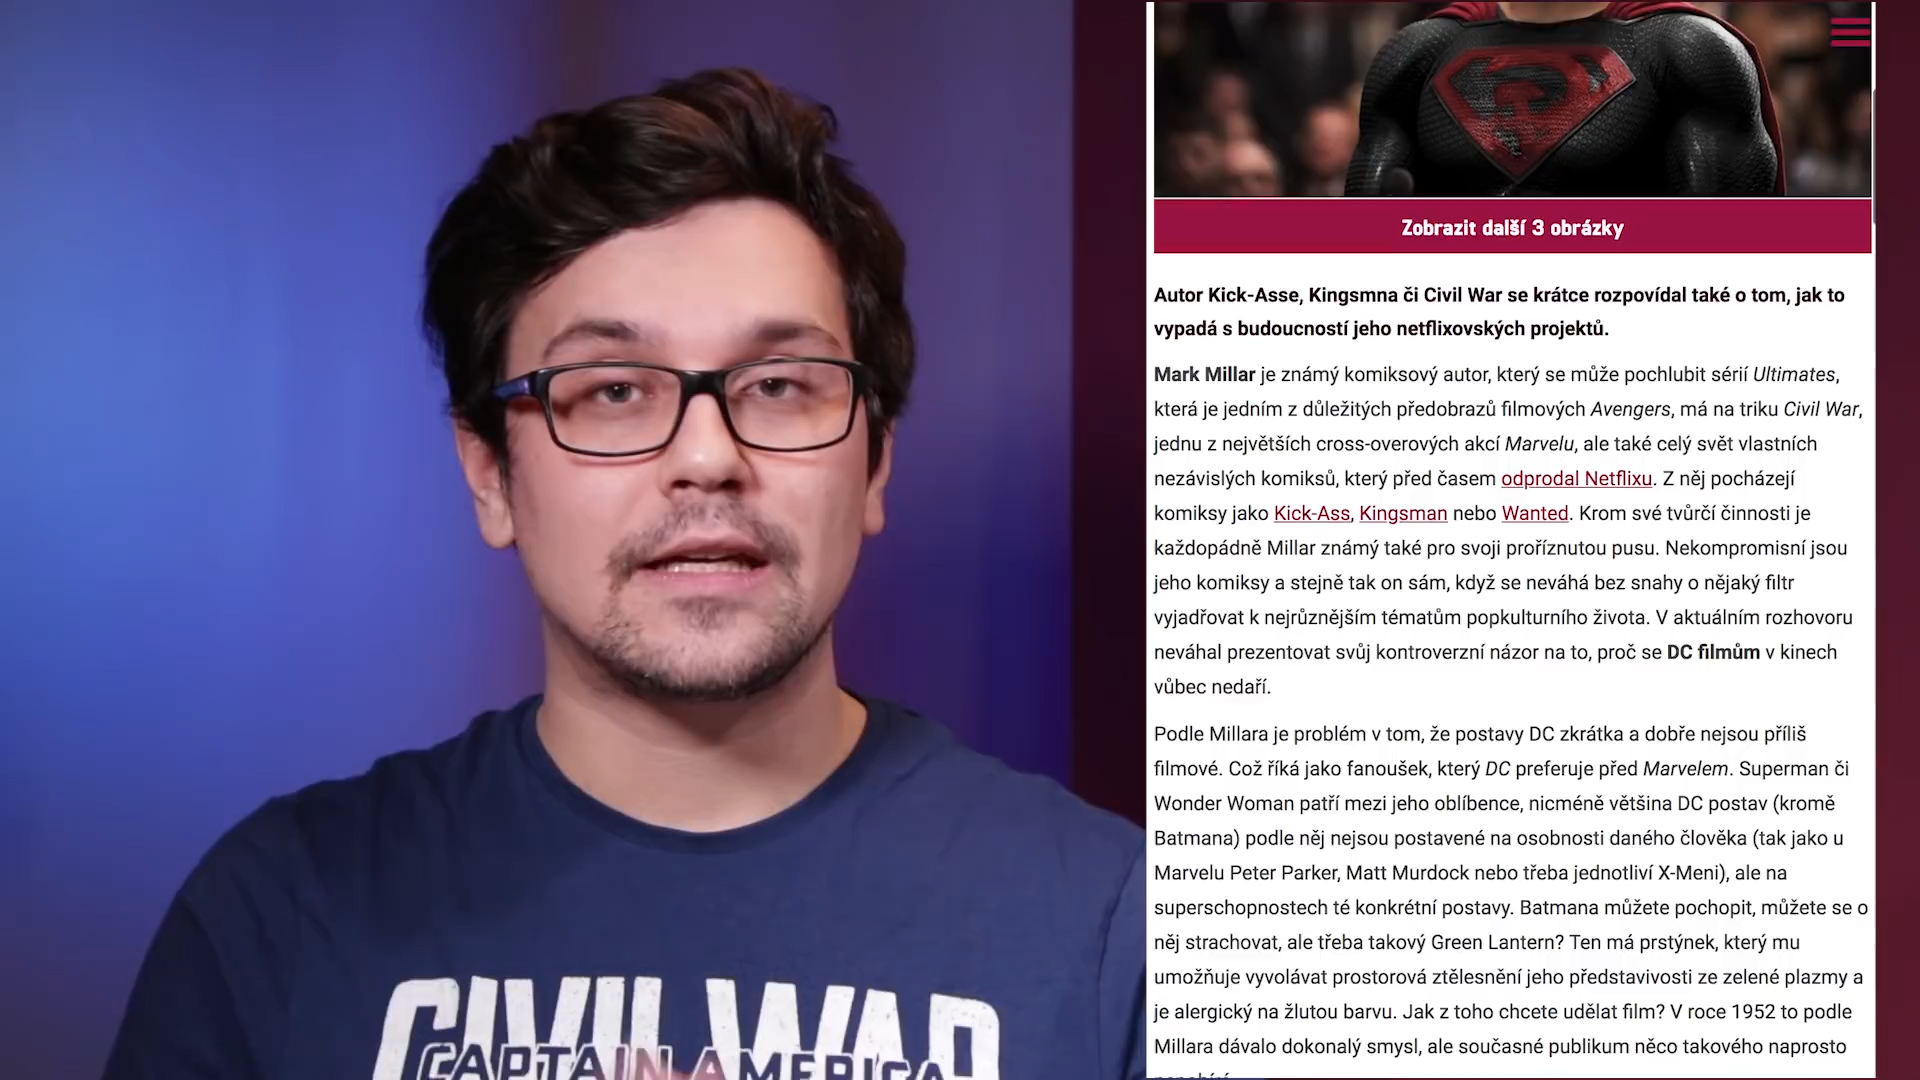 CIVIL WAR
CAPTAIN AMERICA
Zobrazit další 3 obrázky
Autor Kick-Asse, Kingsmna či Civil War se krátce rozpovídal také o tom, jak to
vypadá s budoucností jeho netflixovských projektů.
Mark Millar je známý komiksový autor, který se může pochlubit sérií Ultimates,
která je jedním z důležitých předobrazů filmových Avengers, má na triku Civil War,
jednu z největších cross-overových akcí Marvelu, ale také celý svět vlastních
nezávislých komiksů, který před časem odprodal Netflixu. Z něj pocházejí
komiksy jako Kick-Ass, Kingsman nebo Wanted. Krom své tvůrčí činnosti je
každopádně Millar známý také pro svoji proříznutou pusu. Nekompromisní jsou
jeho komiksy a stejně tak on sám, když se neváhá bez snahy o nějaký filtr
vyjadřovat k nejrůznějším tématům popkulturního života. V aktuálním rozhovoru
neváhal prezentovat svůj kontroverzní názor na to, proč se DC filmům v kinech
vůbec nedaří.
Podle Millara je problém v tom, že postavy DC zkrátka a dobře nejsou příliš
filmové. Což říká jako fanoušek, který DC preferuje před Marvelem. Superman či
Wonder Woman patří mezi jeho oblíbence, nicméně většina DC postav (kromě
Batmana) podle něj nejsou postavené na osobnosti daného člověka (tak jako u
Marvelu Peter Parker, Matt Murdock nebo třeba jednotliví X-Meni), ale na
superschopnostech té konkrétní postavy. Batmana můžete pochopit, můžete se o
něj strachovat, ale třeba takový Green Lantern? Ten má prstýnek, který mu
umožňuje vyvolávat prostorová ztělesnění jeho představivosti ze zelené plazmy a
je alergický na žlutou barvu. Jak z toho chcete udělat film? V roce 1952 to podle
Millara dávalo dokonalý smysl, ale současné publikum něco takového naprosto